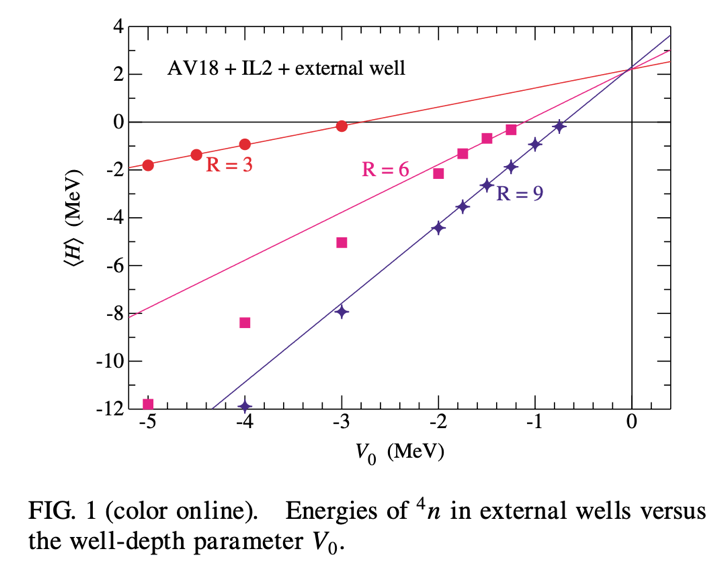 4
AV18 + IL2 + external well
2
0
R = 3
R = 6
-2
R = 9
⟨H⟩ (MeV)
-4
-6
-8
-10
-12
-5 -4 -3 -2 -1 0
V₀ (MeV)
FIG. 1 (color online). Energies of ⁴n in external wells versus
the well-depth parameter V₀.